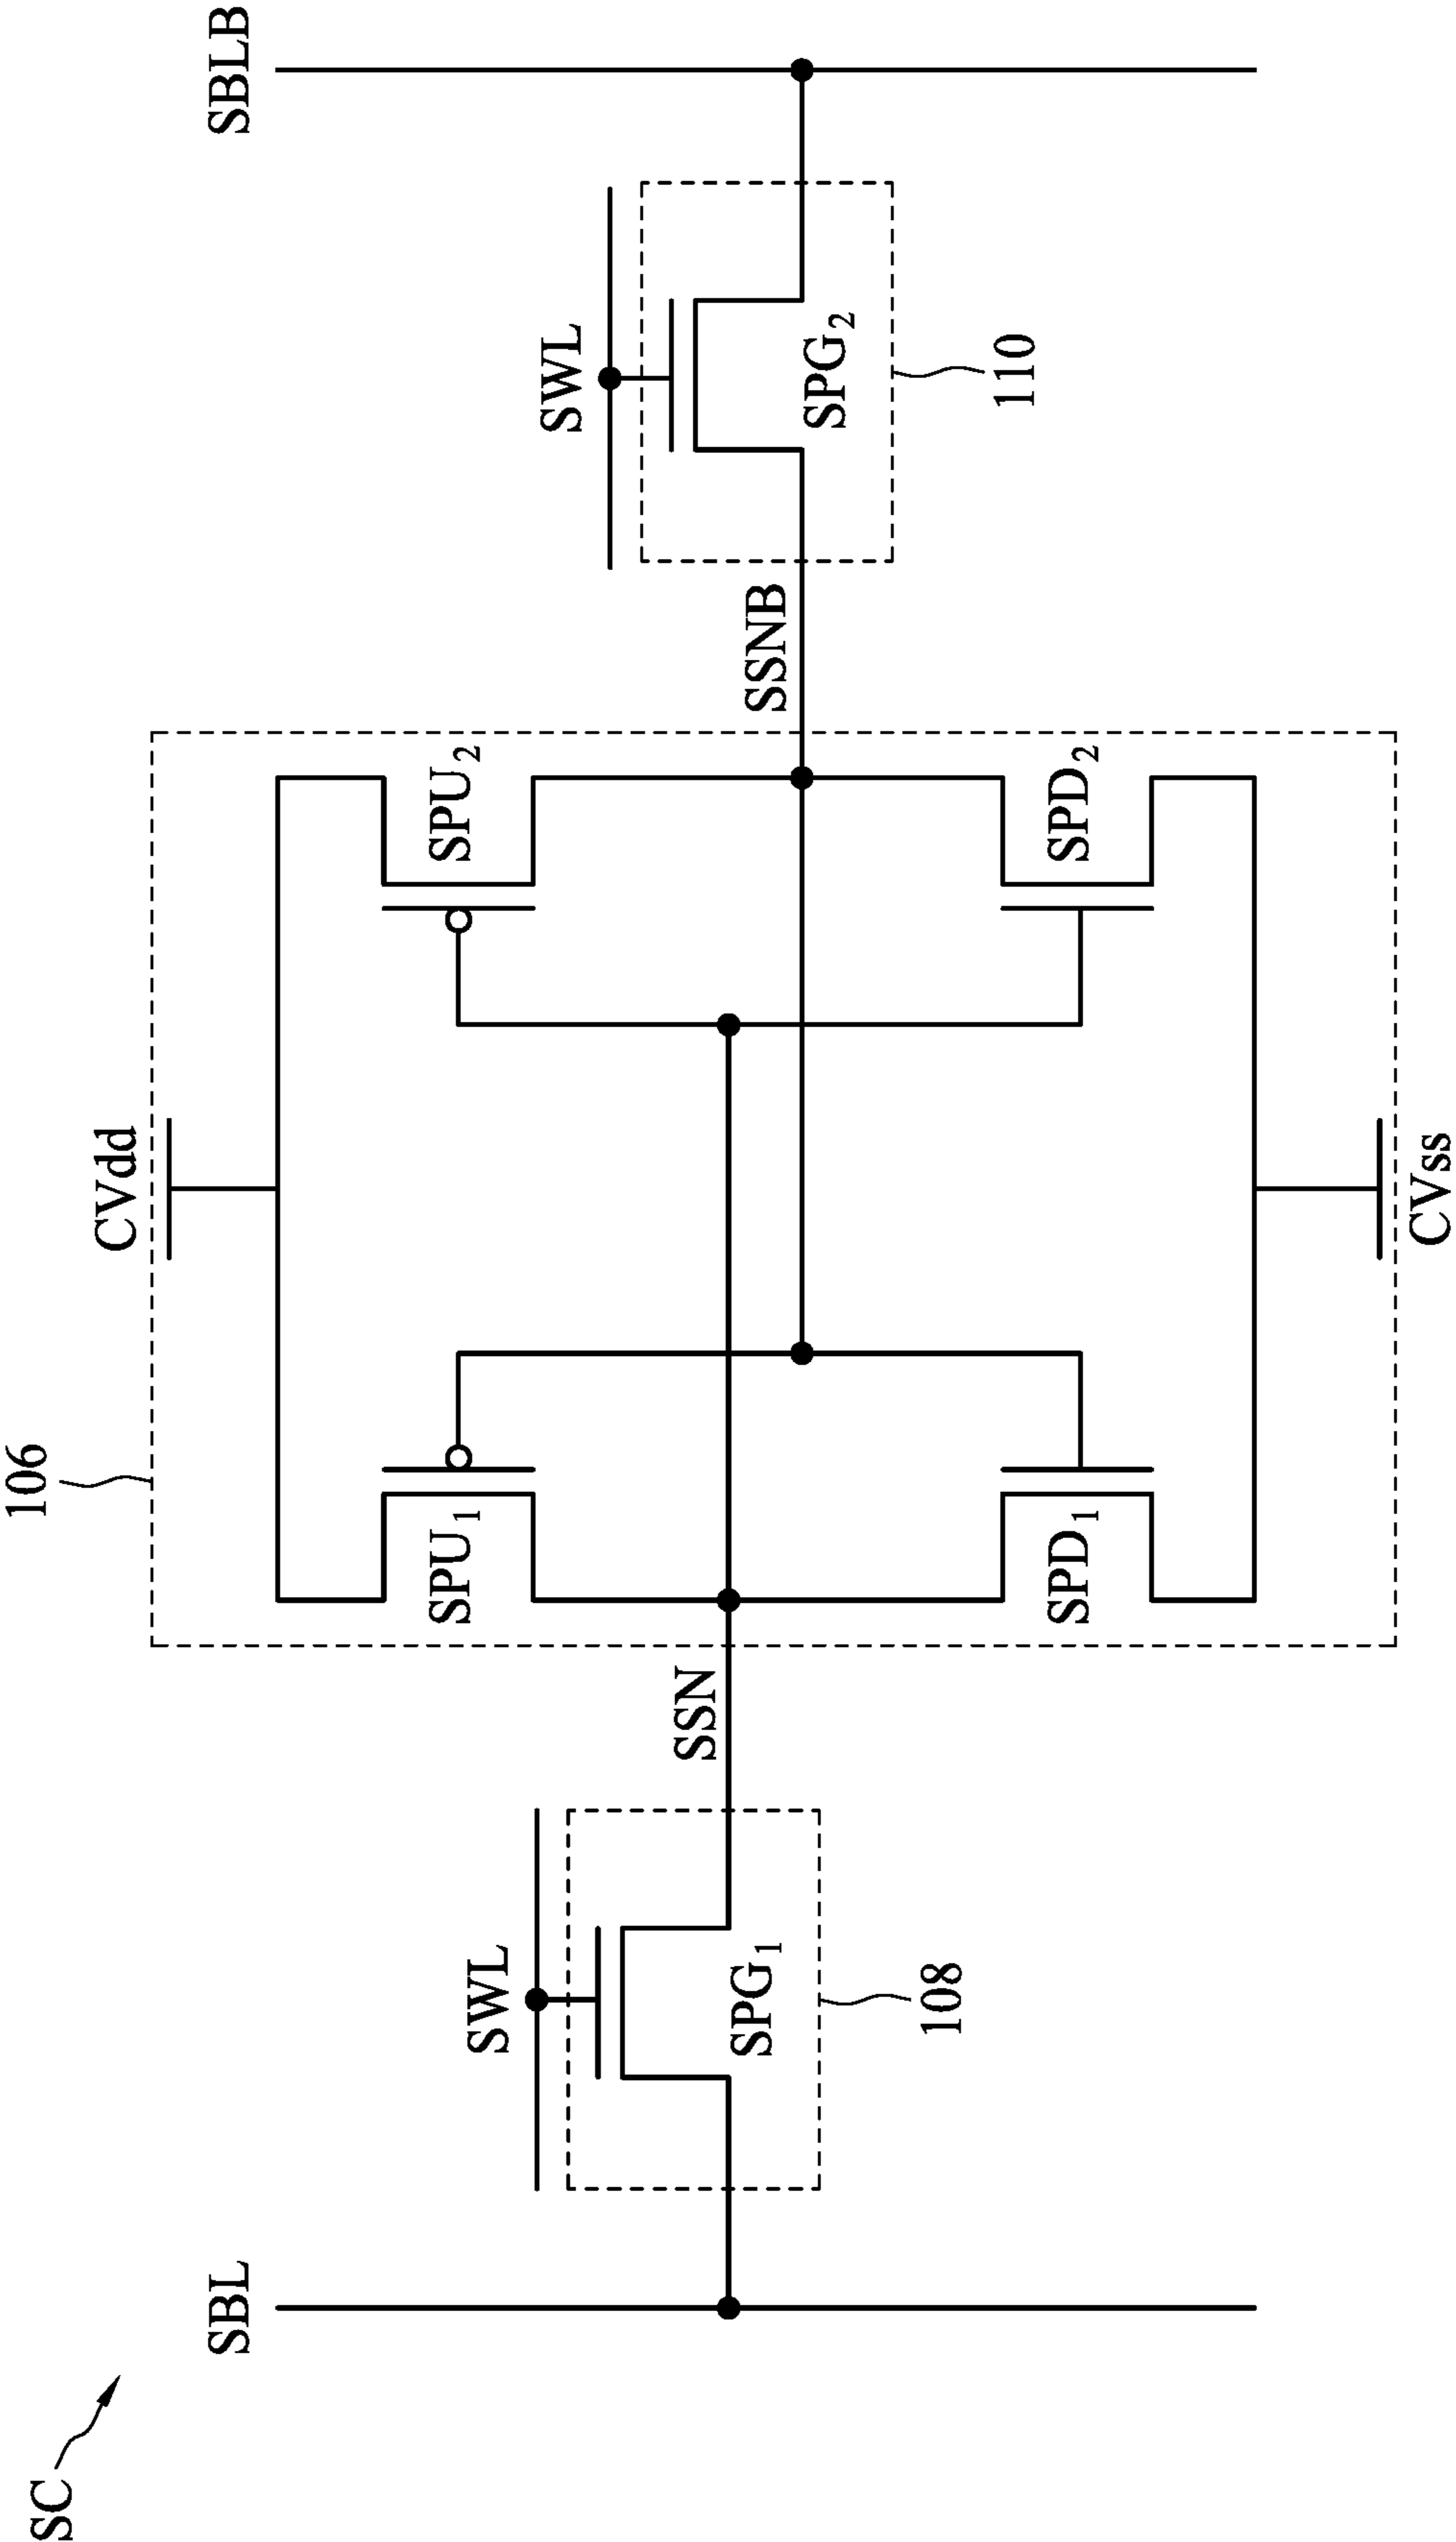 SC
106
CVdd
SBL
SBLB
SPU₁
SPU₂
SWL
SWL
SSN
SSNB
SPG₁
SPG₂
108
110
SPD₁
SPD₂
CVss